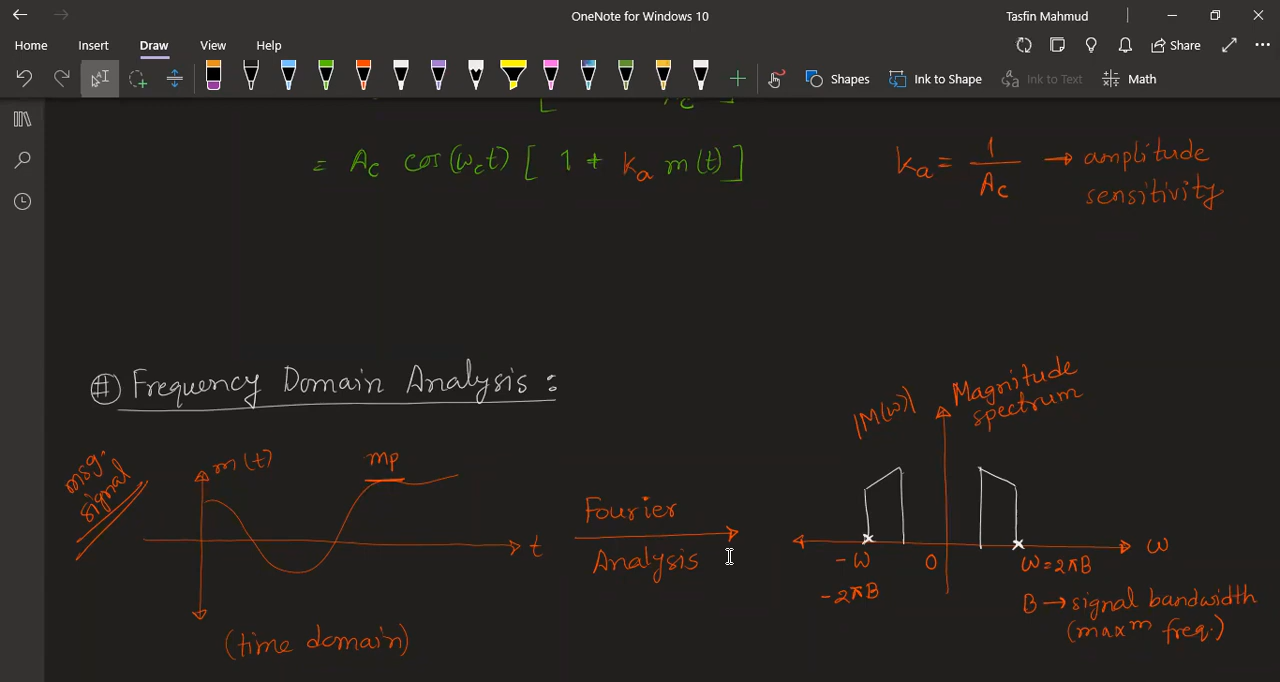 OneNote for Windows 10
Tasfin Mahmud
Home Insert Draw View Help
Share
Shapes Ink to Shape Ink to Text Math
= Ac cos(ωct) [ 1 + ka m(t) ]
ka = 1/Ac → amplitude
sensitivity
# Frequency Domain Analysis :
msg.
signal
m(t)
mp
t
(time domain)
Fourier
Analysis
|M(ω)|
Magnitude
spectrum
ω
-W 0 W = 2πB
-2πB
B → signal bandwidth
(maxm freq.)